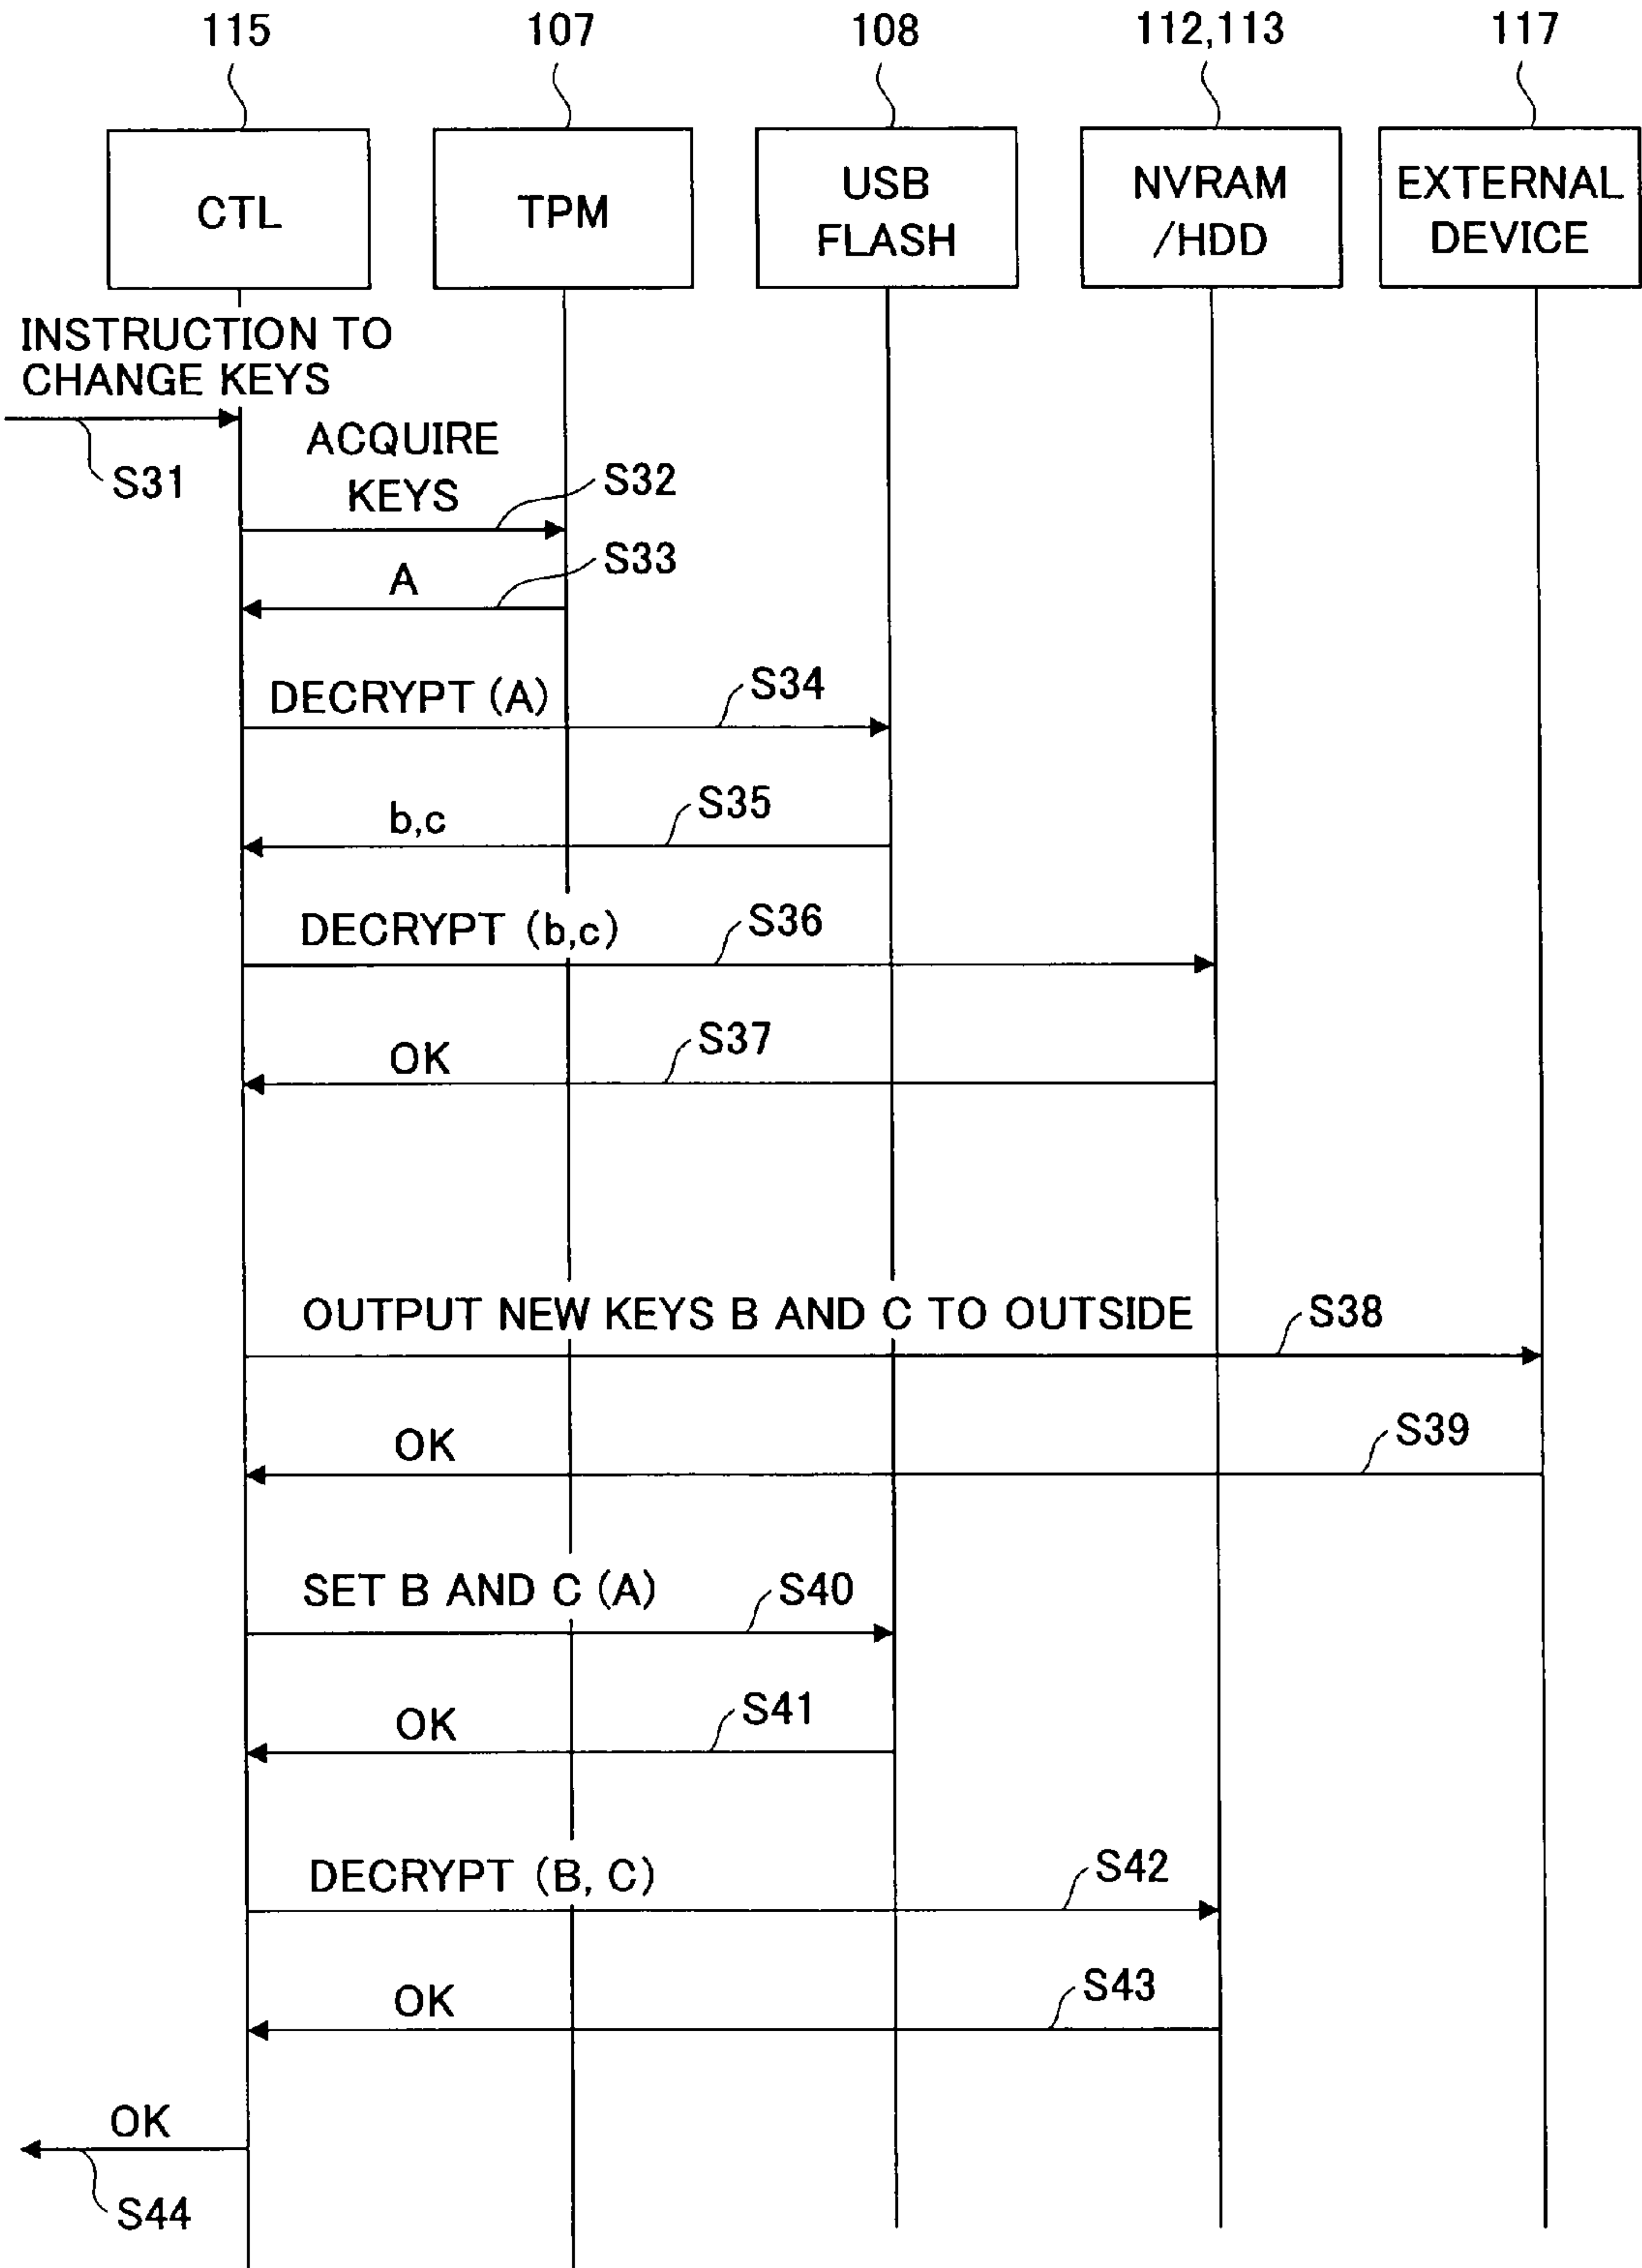 115
107
108
112,113
117
CTL
TPM
USB
FLASH
NVRAM
/HDD
EXTERNAL
DEVICE
INSTRUCTION TO
CHANGE KEYS
S31
ACQUIRE
KEYS
S32
A
S33
DECRYPT (A)
S34
b,c
S35
DECRYPT (b,c)
S36
OK
S37
OUTPUT NEW KEYS B AND C TO OUTSIDE
S38
OK
S39
SET B AND C (A)
S40
OK
S41
DECRYPT (B, C)
S42
OK
S43
OK
S44